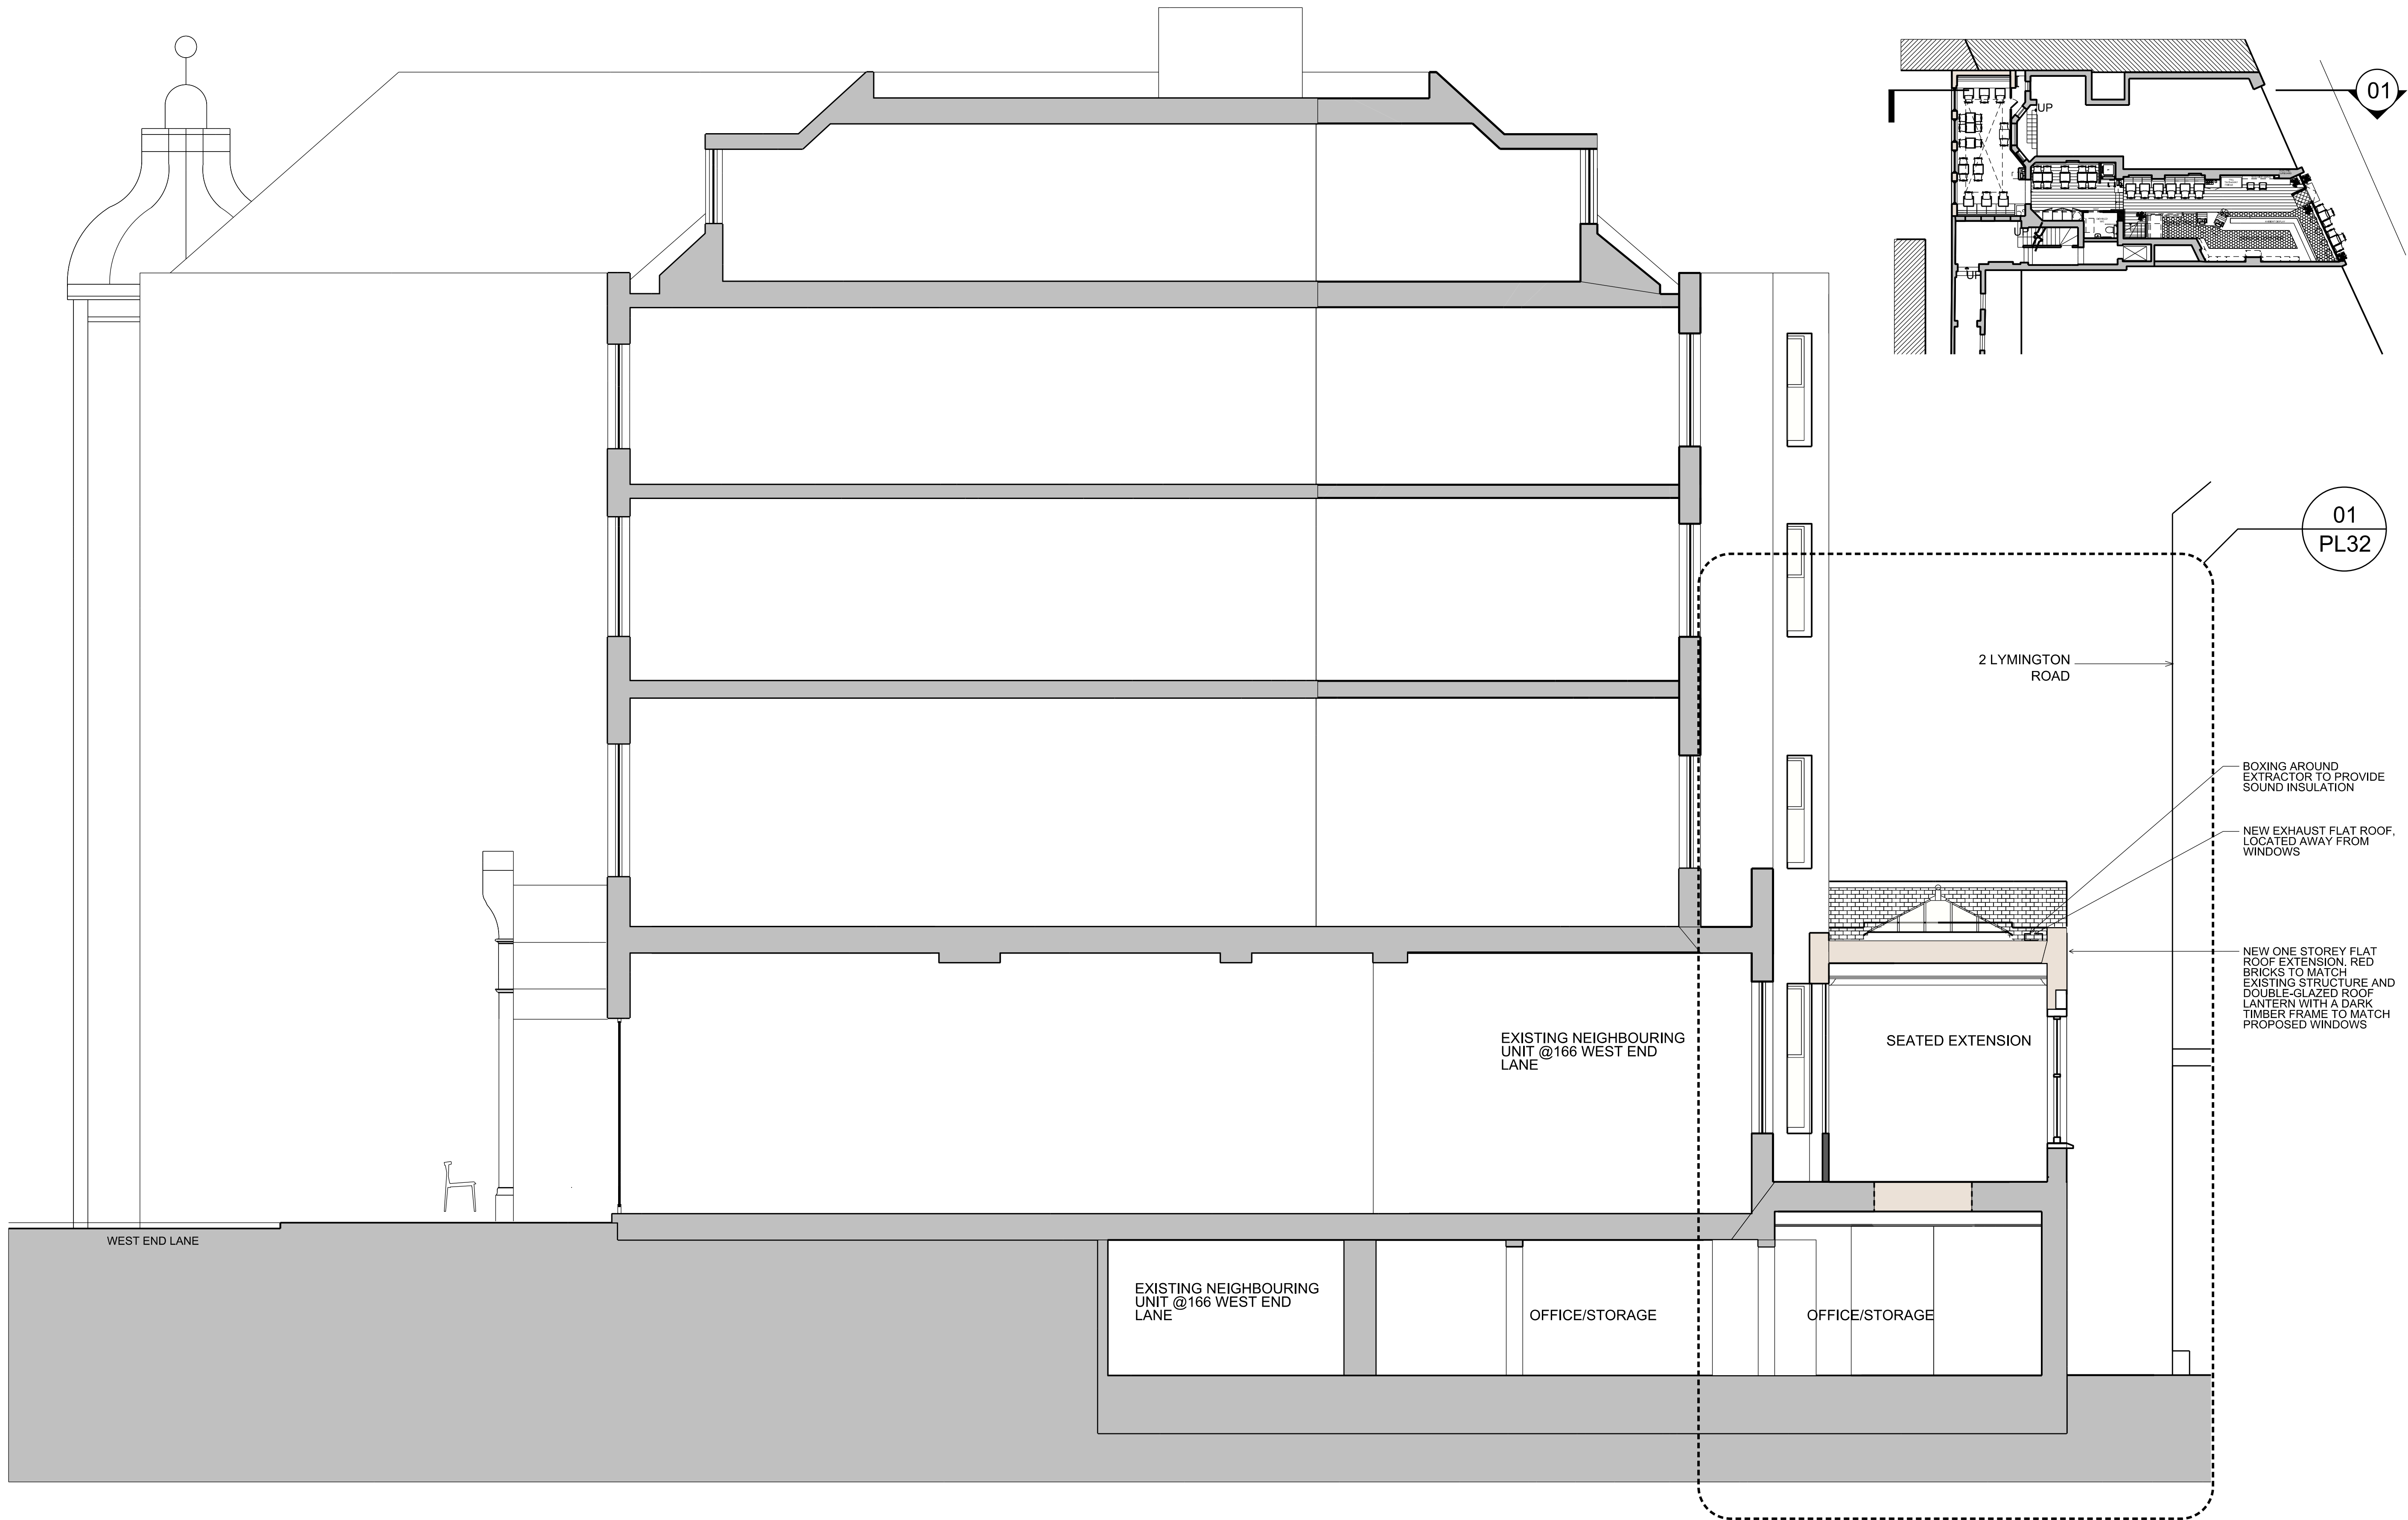 01
UP
UP
01
PL32
2 LYMINGTON
ROAD
BOXING AROUND
EXTRACTOR TO PROVIDE
SOUND INSULATION
NEW EXHAUST FLAT ROOF,
LOCATED AWAY FROM
WINDOWS
NEW ONE STOREY FLAT
ROOF EXTENSION. RED
BRICKS TO MATCH
EXISTING STRUCTURE AND
DOUBLE-GLAZED ROOF
LANTERN WITH A DARK
TIMBER FRAME TO MATCH
PROPOSED WINDOWS
EXISTING NEIGHBOURING
UNIT @166 WEST END
LANE
SEATED EXTENSION
WEST END LANE
EXISTING NEIGHBOURING
UNIT @166 WEST END
LANE
OFFICE/STORAGE
OFFICE/STORAGE